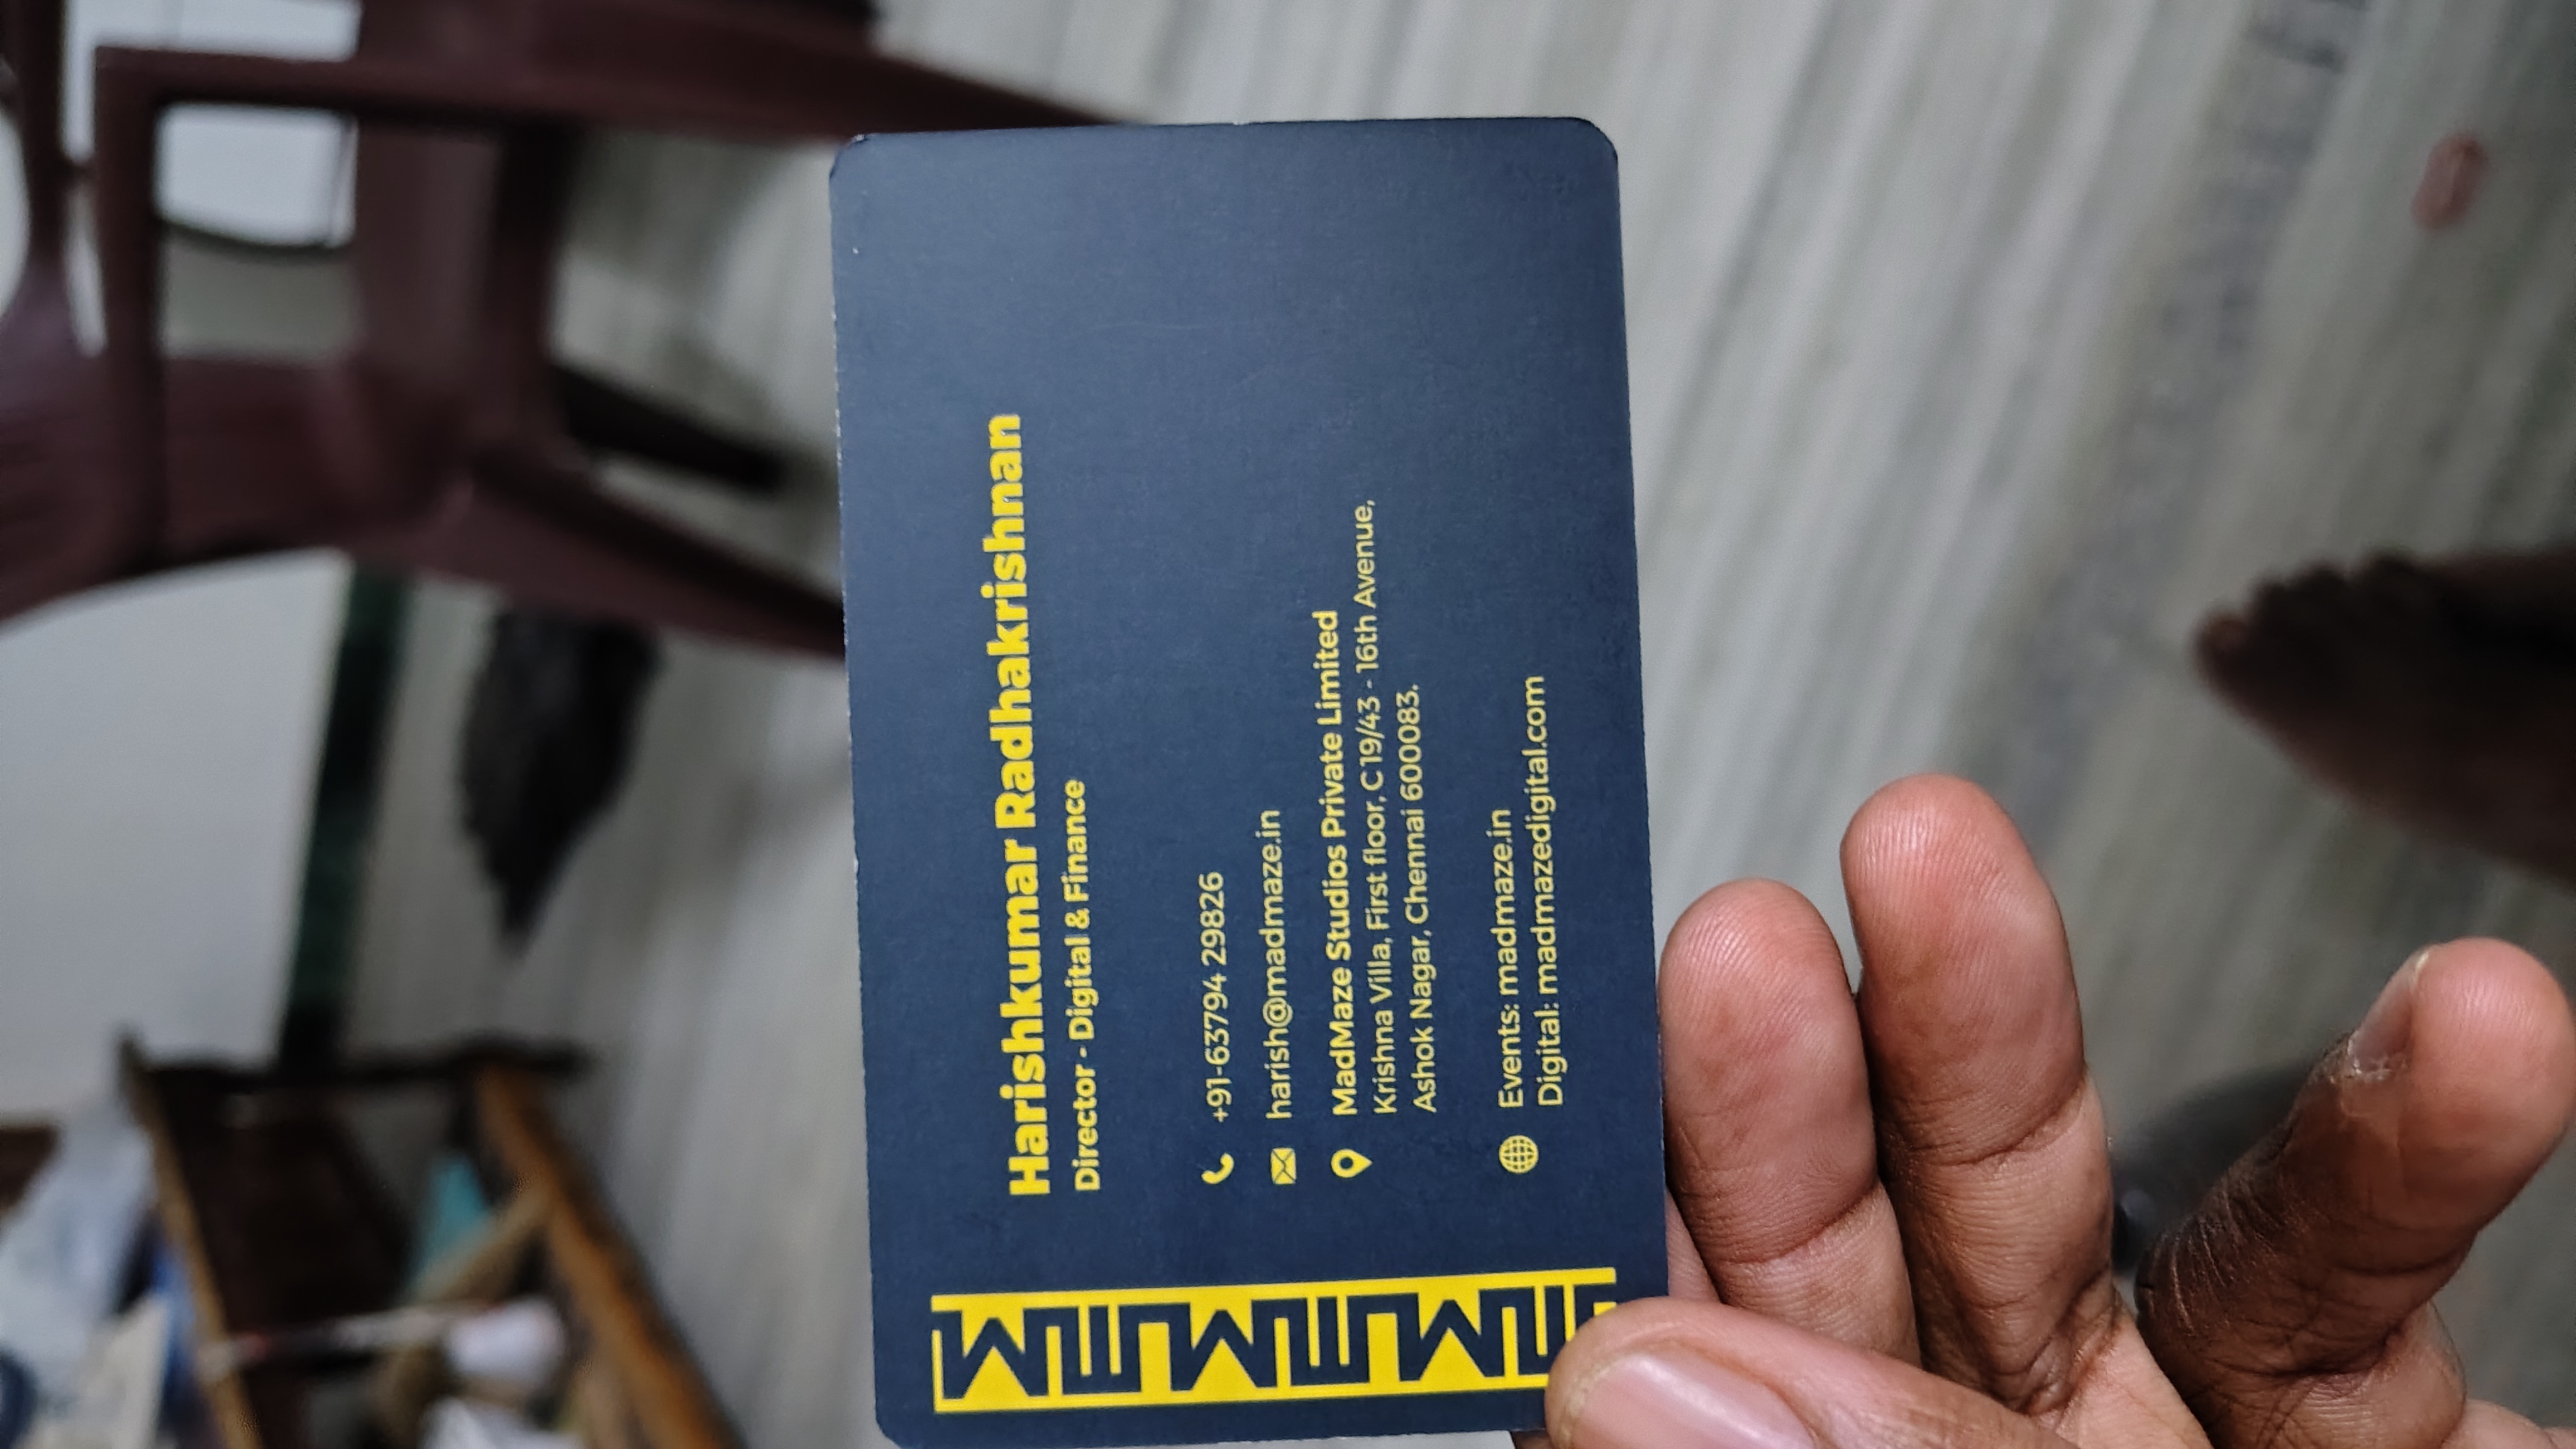 Harishkumar Radhakrishnan
Director - Digital & Finance
+91-63794 29826
harish@madmaze.in
MadMaze Studios Private Limited
Krishna Villa, First floor, C 19/43 - 16th Avenue,
Ashok Nagar, Chennai 600083.
Events: madmaze.in
Digital: madmazedigital.com